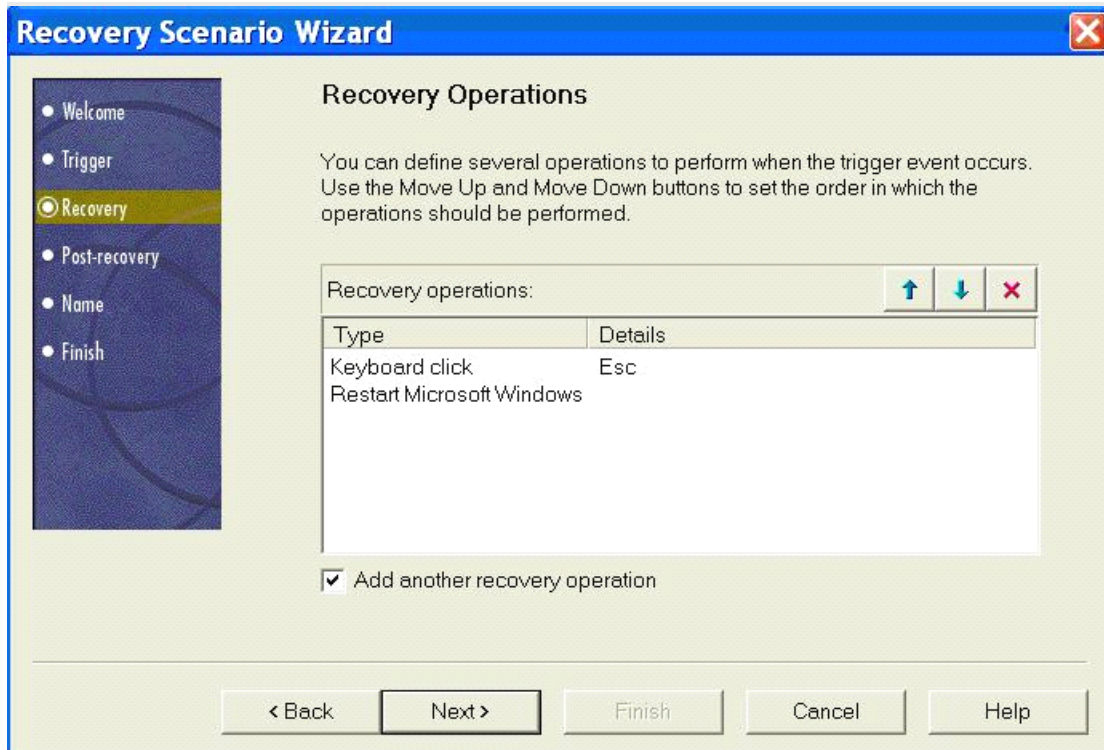 Recovery Scenario Wizard
Welcome
Trigger
Recovery
Post-recovery
Name
Finish
Recovery Operations
You can define several operations to perform when the trigger event occurs.
Use the Move Up and Move Down buttons to set the order in which the
operations should be performed.
Recovery operations:
Type Details
Keyboard click Esc
Restart Microsoft Windows
Add another recovery operation
< Back Next > Finish Cancel Help